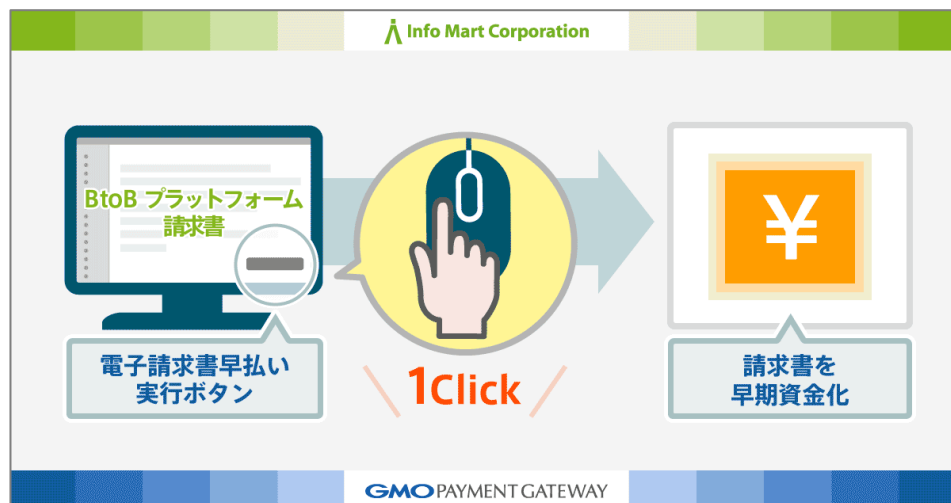 Info Mart Corporation
BtoB プラットフォーム
請求書
¥
電子請求書早払い
実行ボタン
1Click
請求書を
早期資金化
GMO PAYMENT GATEWAY